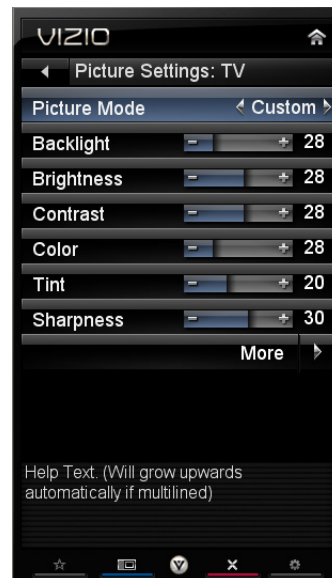 VIZIO
Picture Settings: TV
Picture Mode Custom
Backlight 28
Brightness 28
Contrast 28
Color 28
Tint 20
Sharpness 30
More
Help Text. (Will grow upwards
automatically if multilined)